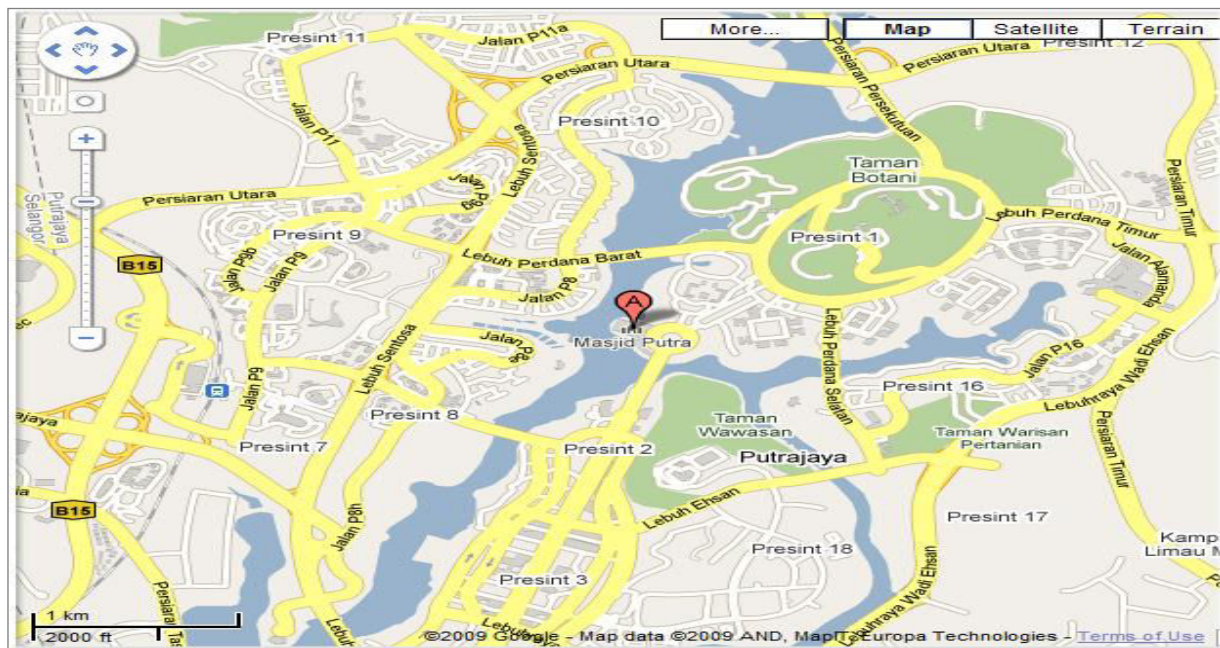 More...
Map
Satellite
Terrain
Presint 11
Jalan P11a
Persiaran Utara
Persiaran Utara
Presint 12
Jalan P11
Presint 10
Lebuh Sentosa
Persiaran Persekutuan
Taman
Botani
Persiaran Timur
Persiaran Utara
Putrajaya
Selangor
Jalan P9g
Presint 9
Jalan P9b
Jalan P9
Lebuh Perdana Timur
Presint 1
Lebuh Perdana Barat
Jalan Alamanda
B15
Jalan P8
A
Masjid Putra
Lebuh Sentosa
Jalan P8e
Lebuh Perdana Selatan
Jalan P16
Lebuhraya Wadi Ehsan
Jalan P9
Presint 16
Presint 8
Taman
Wawasan
Taman Warisan
Pertanian
Persiaran Timur
Presint 7
Presint 2
Putrajaya
B15
Jalan P8h
Lebuh Ehsan
Presint 17
Presint 18
Lebuhraya Wadi Ehsan
Presint 3
1 km
2000 ft
©2009 Google - Map data ©2009 AND, Europa Technologies - Terms of Use